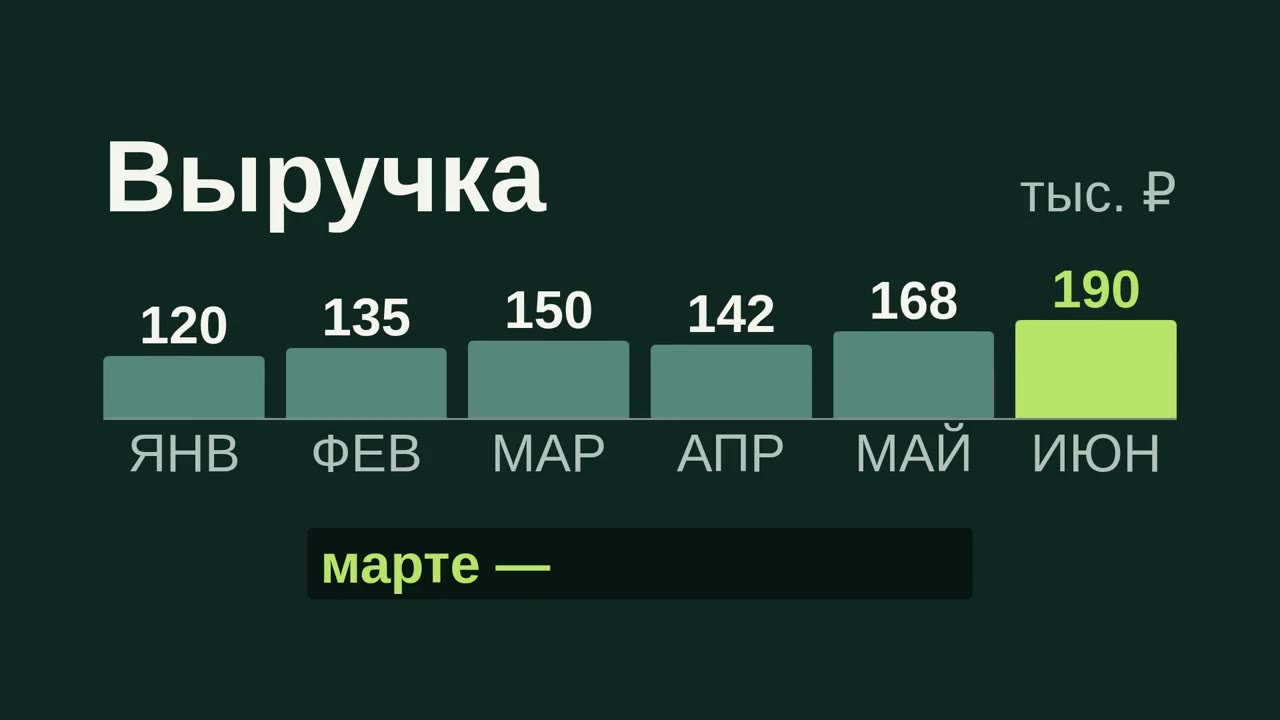 Выручка
тыс. ₽
120 135 150 142 168 190
ЯНВ ФЕВ МАР АПР МАЙ ИЮН
марте —